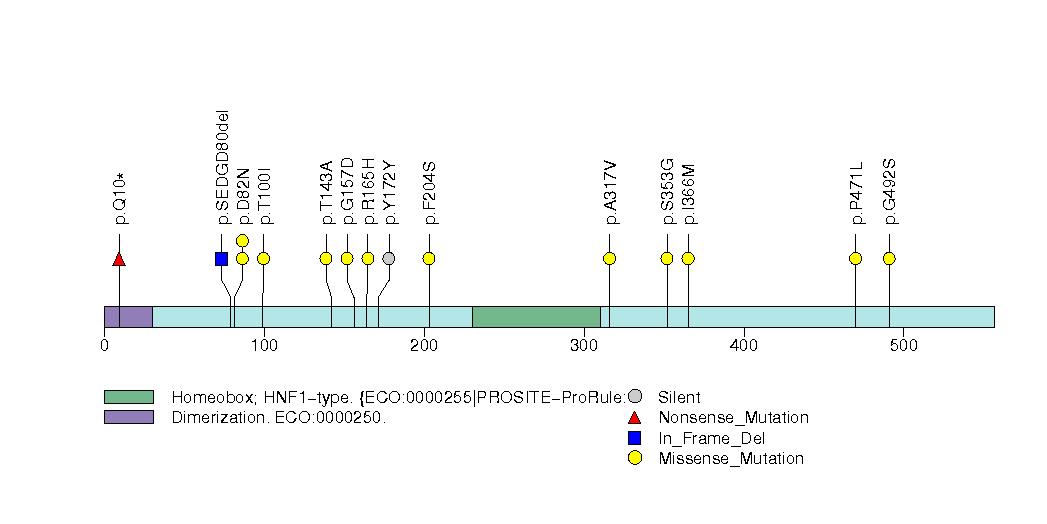 p.Q10*
p.SEDGD80del
p.D82N
p.T100I
p.T143A
p.G157D
p.R165H
p.Y172Y
p.F204S
p.A317V
p.S353G
p.I366M
p.P471L
p.G492S
0 100 200 300 400 500
Homeobox; HNF1-type. {ECO:0000255|PROSITE-ProRule:
Dimerization. ECO:0000250.
Silent
Nonsense_Mutation
In_Frame_Del
Missense_Mutation